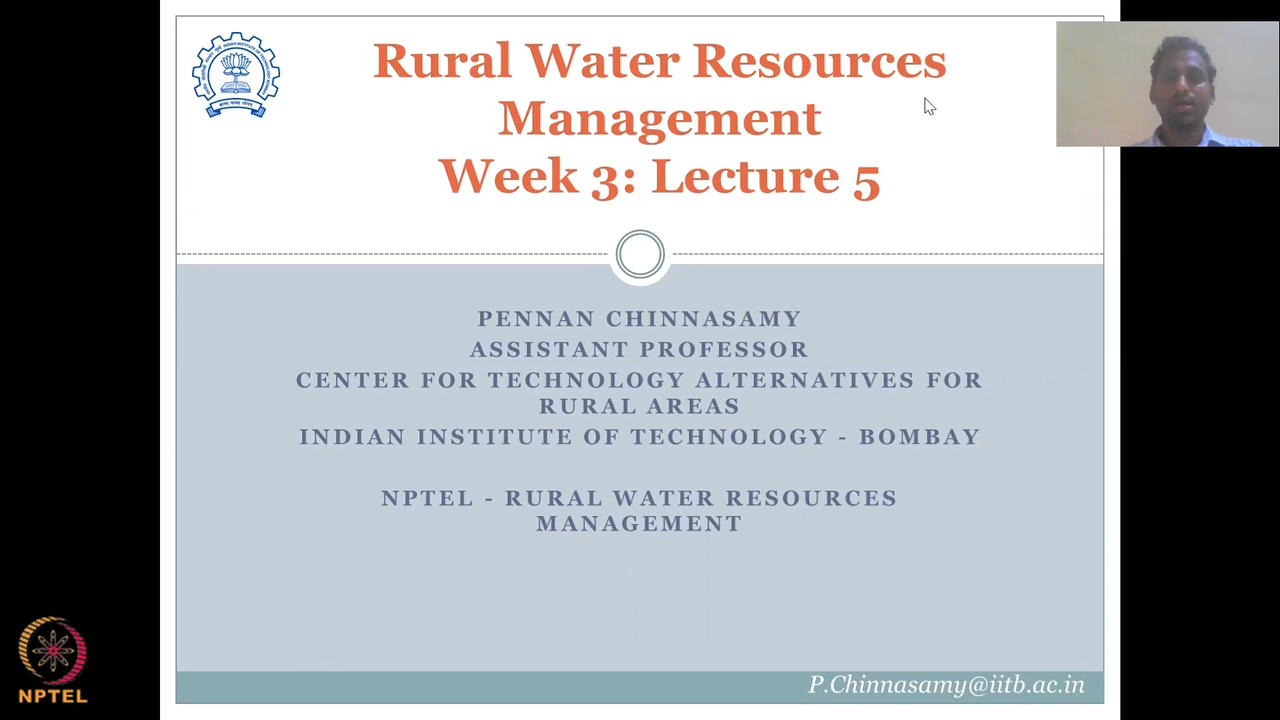 Rural Water Resources
Management
Week 3: Lecture 5
PENNAN CHINNASAMY
ASSISTANT PROFESSOR
CENTER FOR TECHNOLOGY ALTERNATIVES FOR
RURAL AREAS
INDIAN INSTITUTE OF TECHNOLOGY - BOMBAY
NPTEL - RURAL WATER RESOURCES
MANAGEMENT
P.Chinnasamy@iitb.ac.in
NPTEL